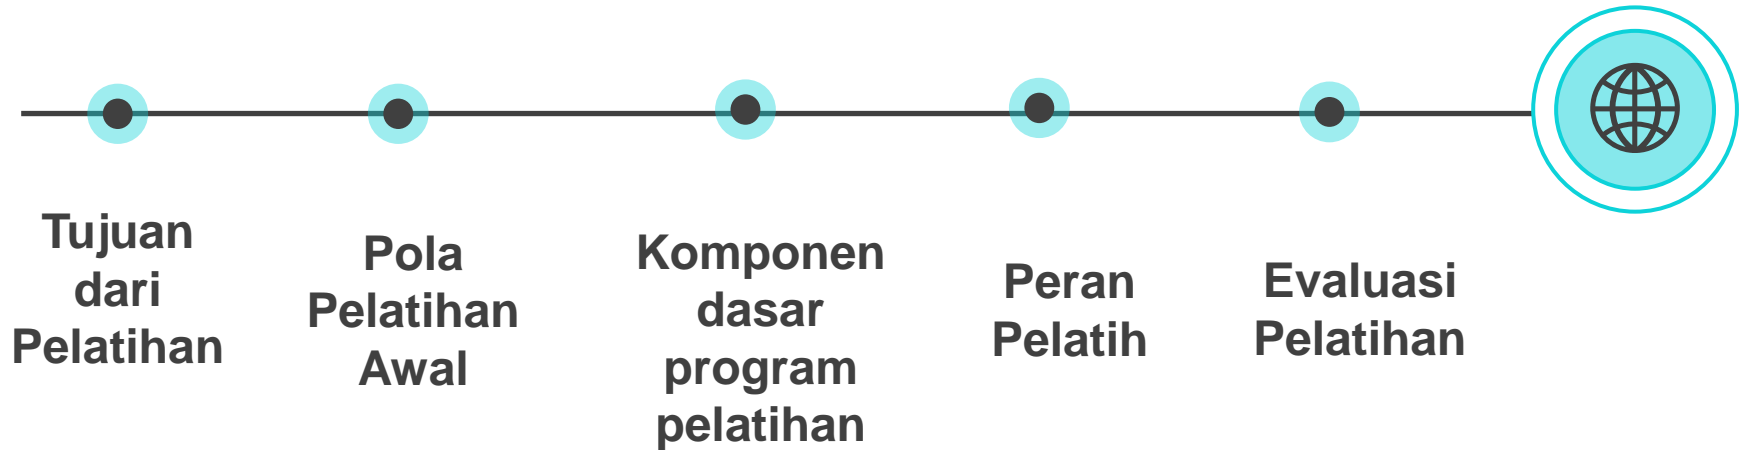 Tujuan
dari
Pelatihan
Pola
Pelatihan
Awal
Komponen
dasar
program
pelatihan
Peran
Pelatih
Evaluasi
Pelatihan